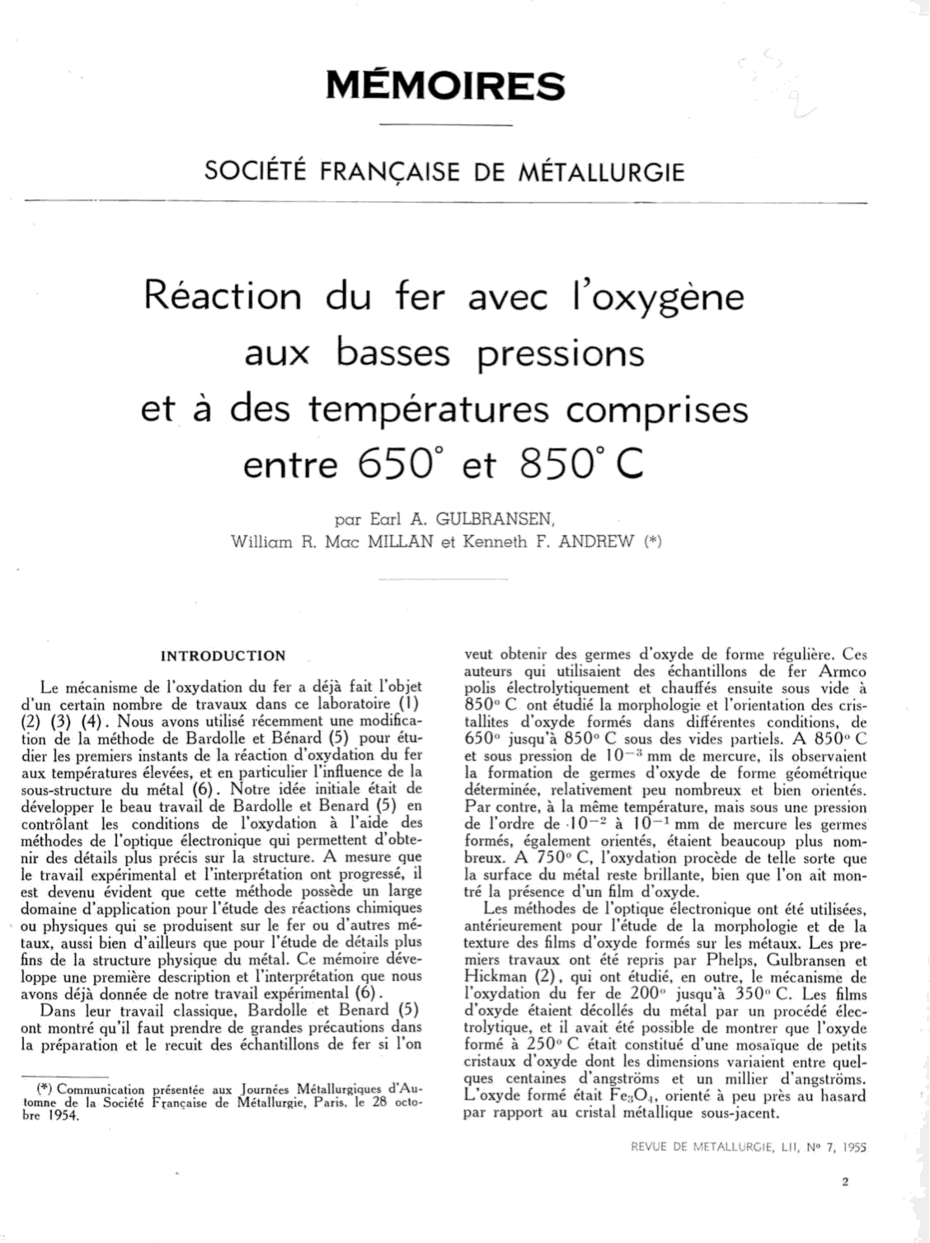 MÉMOIRES
SOCIÉTÉ FRANÇAISE DE MÉTALLURGIE
Réaction du fer avec l'oxygène
aux basses pressions
et à des températures comprises
entre 650° et 850° C
par Earl A. GULBRANSEN,
William R. Mac MILLAN et Kenneth F. ANDREW (*)
INTRODUCTION
Le mécanisme de l'oxydation du fer a déjà fait l'objet
d'un certain nombre de travaux dans ce laboratoire (1)
(2) (3) (4). Nous avons utilisé récemment une modifica-
tion de la méthode de Bardolle et Bénard (5) pour étu-
dier les premiers instants de la réaction d'oxydation du fer
aux températures élevées, et en particulier l'influence de la
sous-structure du métal (6). Notre idée initiale était de
développer le beau travail de Bardolle et Benard (5) en
contrôlant les conditions de l'oxydation à l'aide des
méthodes de l'optique électronique qui permettent d'obte-
nir des détails plus précis sur la structure. A mesure que
le travail expérimental et l'interprétation ont progressé, il
est devenu évident que cette méthode possède un large
domaine d'application pour l'étude des réactions chimiques
ou physiques qui se produisent sur le fer ou d'autres mé-
taux, aussi bien d'ailleurs que pour l'étude de détails plus
fins de la structure physique du métal. Ce mémoire déve-
loppe une première description et l'interprétation que nous
avons déjà donnée de notre travail expérimental (6).
Dans leur travail classique, Bardolle et Benard (5)
ont montré qu'il faut prendre de grandes précautions dans
la préparation et le recuit des échantillons de fer si l'on
(*) Communication présentée aux Journées Métallurgiques d'Au-
tomne de la Société Française de Métallurgie, Paris, le 28 octo-
bre 1954.
veut obtenir des germes d'oxyde de forme régulière. Ces
auteurs qui utilisaient des échantillons de fer Armco
polis électrolytiquement et chauffés ensuite sous vide à
850° C ont étudié la morphologie et l'orientation des cris-
tallites d'oxyde formés dans différentes conditions, de
650° jusqu'à 850° C sous des vides partiels. A 850° C
et sous pression de 10⁻³ mm de mercure, ils observaient
la formation de germes d'oxyde de forme géométrique
déterminée, relativement peu nombreux et bien orientés.
Par contre, à la même température, mais sous une pression
de l'ordre de 10⁻² à 10⁻¹ mm de mercure les germes
formés, également orientés, étaient beaucoup plus nom-
breux. A 750° C, l'oxydation procède de telle sorte que
la surface du métal reste brillante, bien que l'on ait mon-
tré la présence d'un film d'oxyde.
Les méthodes de l'optique électronique ont été utilisées,
antérieurement pour l'étude de la morphologie et de la
texture des films d'oxyde formés sur les métaux. Les pre-
miers travaux ont été repris par Phelps, Gulbransen et
Hickman (2), qui ont étudié, en outre, le mécanisme de
l'oxydation du fer de 200° jusqu'à 350° C. Les films
d'oxyde étaient décollés du métal par un procédé élec-
trolytique, et il avait été possible de montrer que l'oxyde
formé à 250° C était constitué d'une mosaïque de petits
cristaux d'oxyde dont les dimensions variaient entre quel-
ques centaines d'angströms et un millier d'angströms.
L'oxyde formé était Fe₃O₄, orienté à peu près au hasard
par rapport au cristal métallique sous-jacent.
REVUE DE METALLURGIE, LII, N° 7, 1955
2